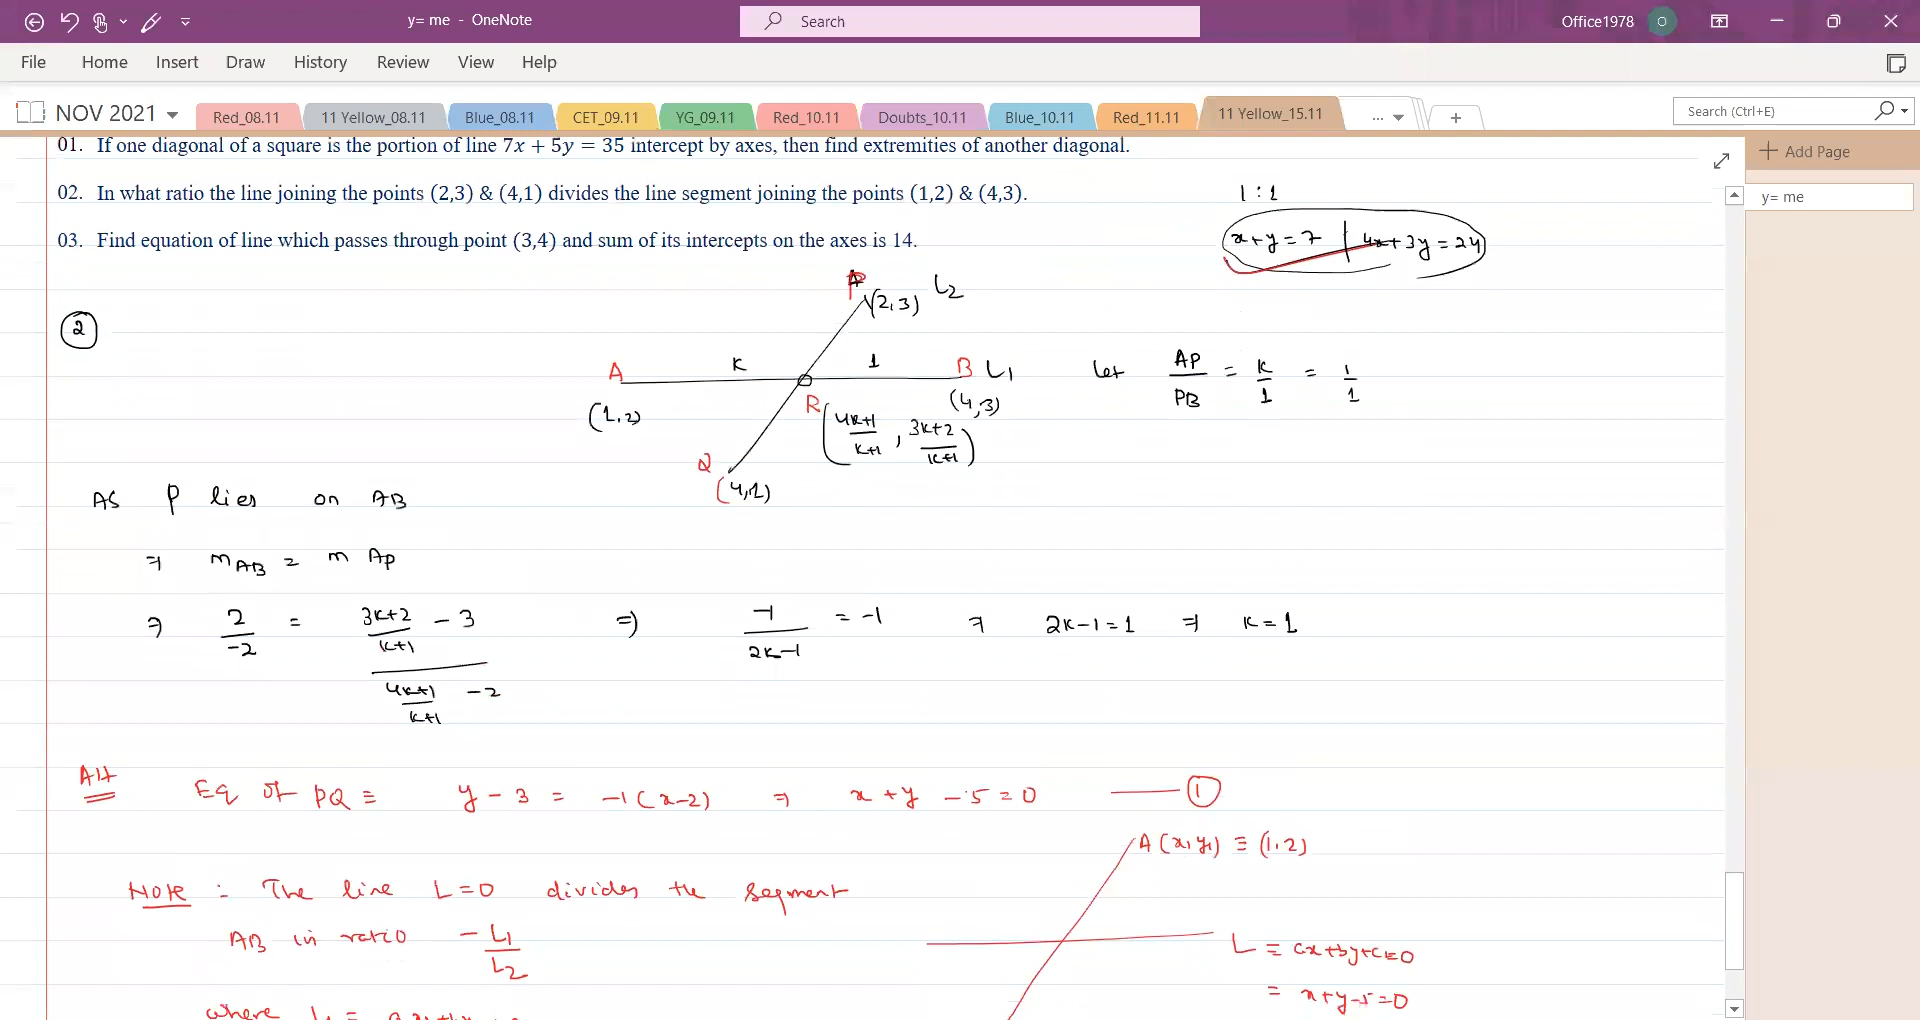 y= me - OneNote
Search
Office1978
O
File Home Insert Draw History Review View Help
NOV 2021
Red_08.11
11 Yellow_08.11
Blue_08.11
CET_09.11
YG_09.11
Red_10.11
Doubts_10.11
Blue_10.11
Red_11.11
11 Yellow_15.11
...
+
Search (Ctrl+E)
+ Add Page
y= me
01. If one diagonal of a square is the portion of line 7x + 5y = 35 intercept by axes, then find extremities of another diagonal.
02. In what ratio the line joining the points (2,3) & (4,1) divides the line segment joining the points (1,2) & (4,3).
1 : 1
03. Find equation of line which passes through point (3,4) and sum of its intercepts on the axes is 14.
x+y=7 | 4x+3y=24
2
P
(2,3) L2
A K 1 B L1
(1,2) R (4,3)
(4k+1/k+1, 3k+2/k+1)
Q
(4,1)
Let AP/PB = k/1 = 1/1
As P lies on AB
⇒ mAB = m AP
⇒ 2/-2 = (3k+2/k+1 - 3)/(4k+1/k+1 - 2) ⇒ -1/2k-1 = -1 ⇒ 2k-1=1 ⇒ k=1
Alt
Eq of PQ ≡ y-3 = -1(x-2) ⇒ x+y-5=0 — 1
A(x1y1) ≡ (1,2)
Note : The line L=0 divides the segment
AB in ratio -L1/L2
L ≡ ax+by+c=0
= x+y-5=0
where